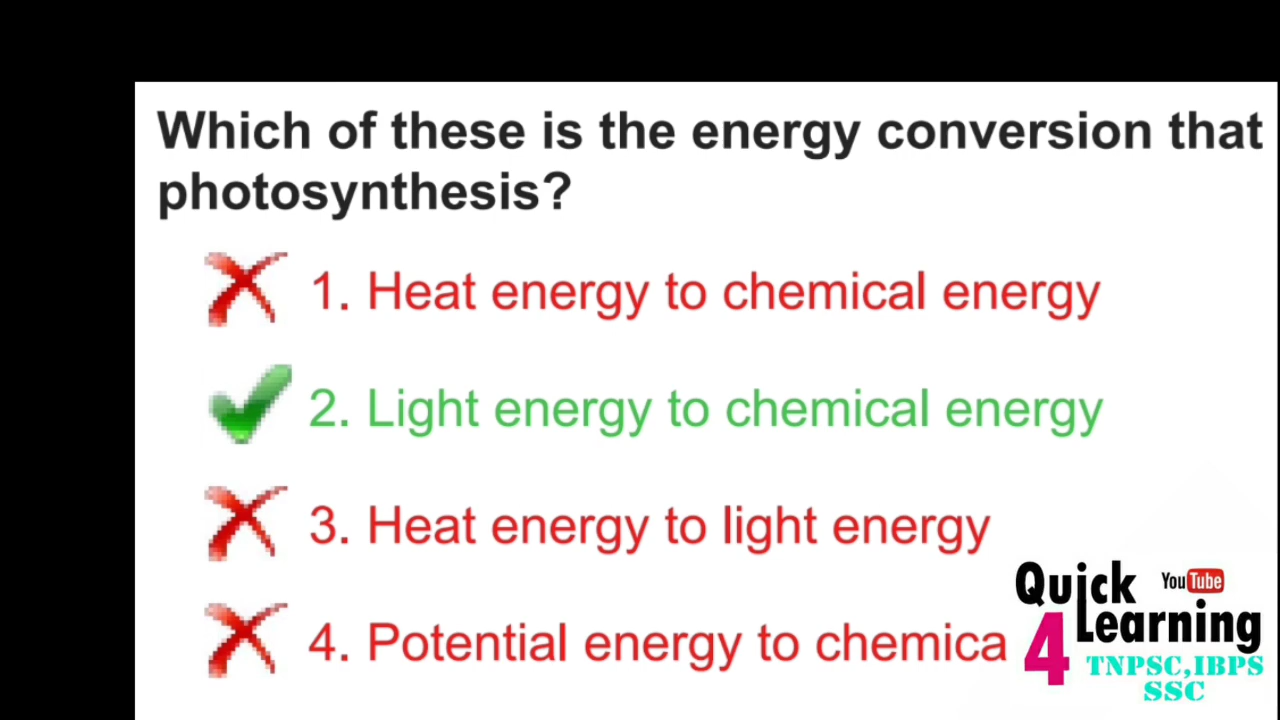 Which of these is the energy conversion that
photosynthesis?
1. Heat energy to chemical energy
2. Light energy to chemical energy
3. Heat energy to light energy
4. Potential energy to chemica
Quick YouTube
4 Learning
TNPSC,IBPS
SSC